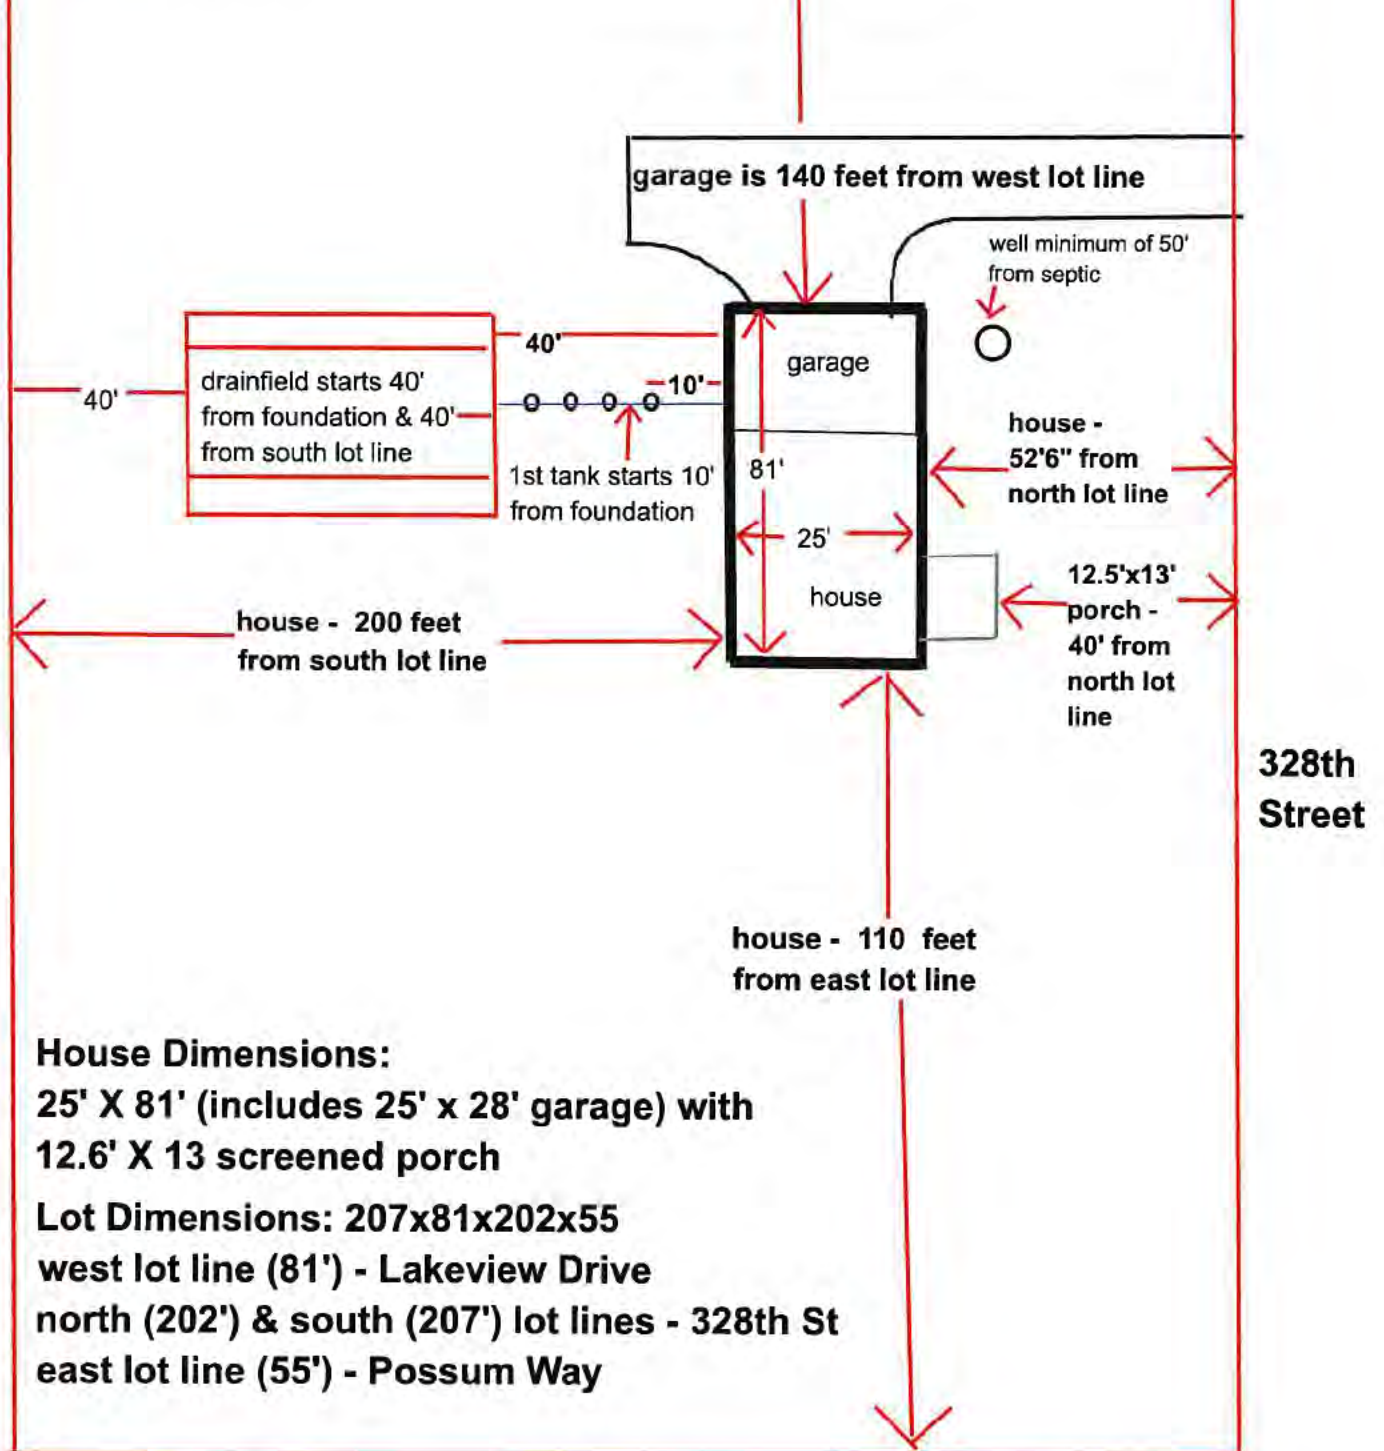 garage is 140 feet from west lot line
well minimum of 50'
from septic
40'
garage
10'
40'
drainfield starts 40'
from foundation & 40'
from south lot line
1st tank starts 10'
from foundation
81'
house -
52'6" from
north lot line
25'
house
12.5'x13'
porch -
40' from
north lot
line
house - 200 feet
from south lot line
328th
Street
house - 110 feet
from east lot line
House Dimensions:
25' X 81' (includes 25' x 28' garage) with
12.6' X 13 screened porch
Lot Dimensions: 207x81x202x55
west lot line (81') - Lakeview Drive
north (202') & south (207') lot lines - 328th St
east lot line (55') - Possum Way